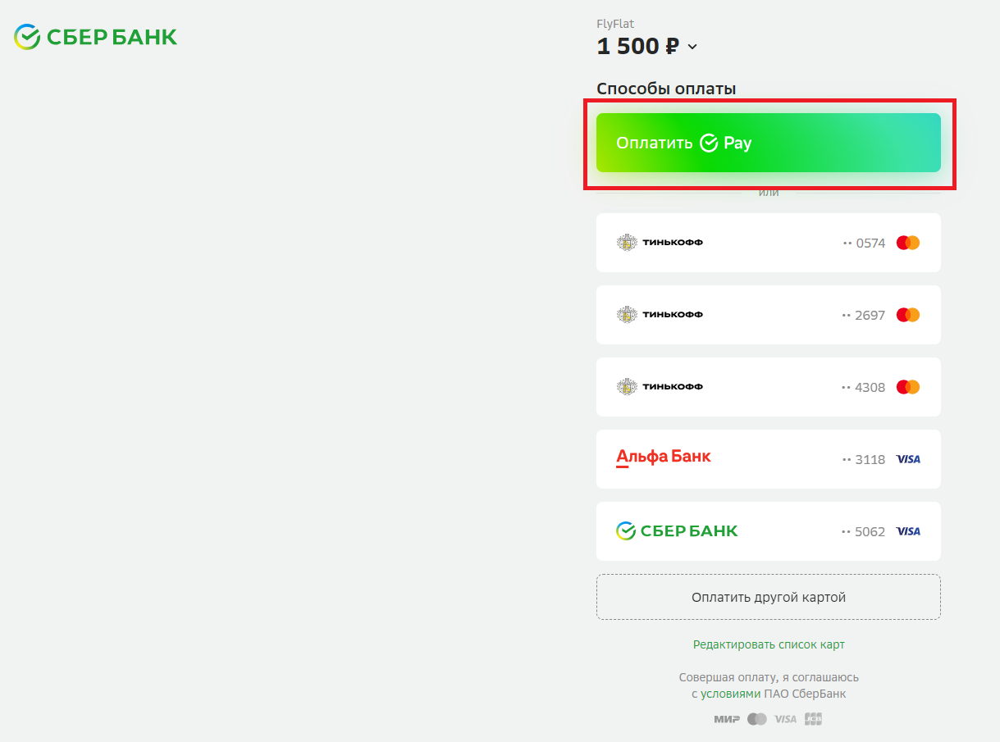 СБЕР БАНК
FlyFlat
1 500 ₽
Способы оплаты
Оплатить Pay
или
ТИНЬКОФФ •• 0574
ТИНЬКОФФ •• 2697
ТИНЬКОФФ •• 4308
Альфа Банк •• 3118 VISA
СБЕР БАНК •• 5062 VISA
Оплатить другой картой
Редактировать список карт
Совершая оплату, я соглашаюсь
с условиями ПАО СберБанк
МИР VISA JCB